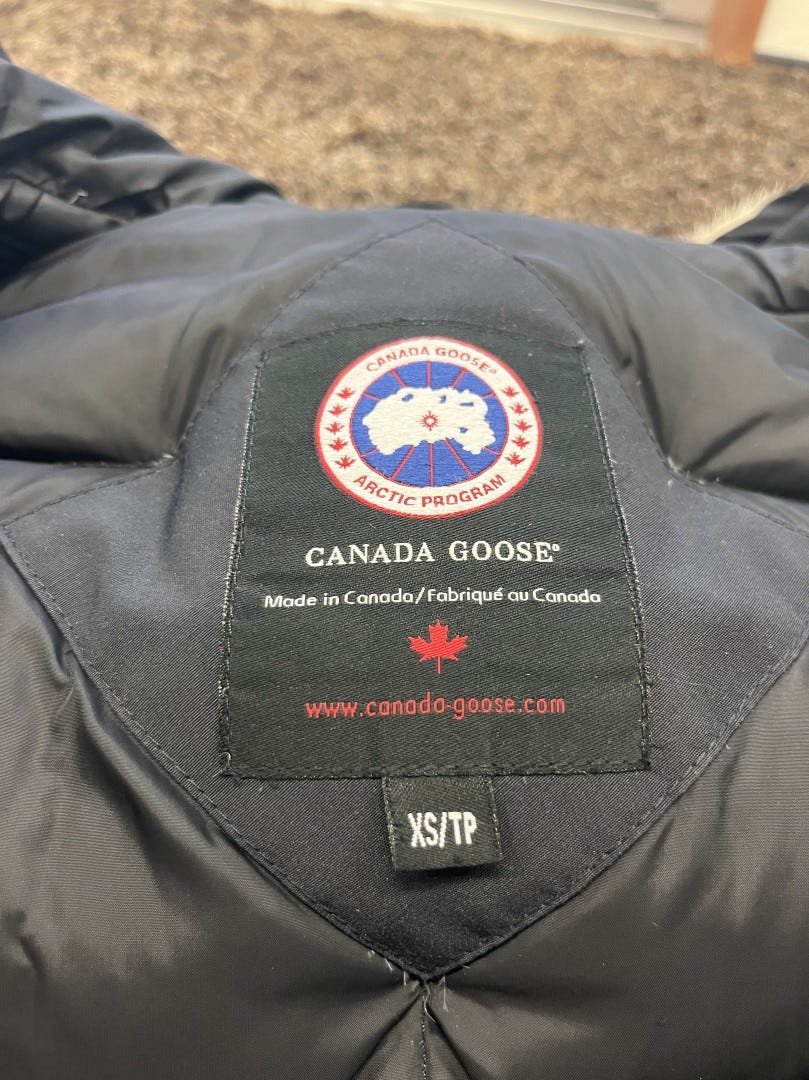 CANADA GOOSE®
ARCTIC PROGRAM
CANADA GOOSE®
Made in Canada/Fabriqué au Canada
www.canada-goose.com
XS/TP